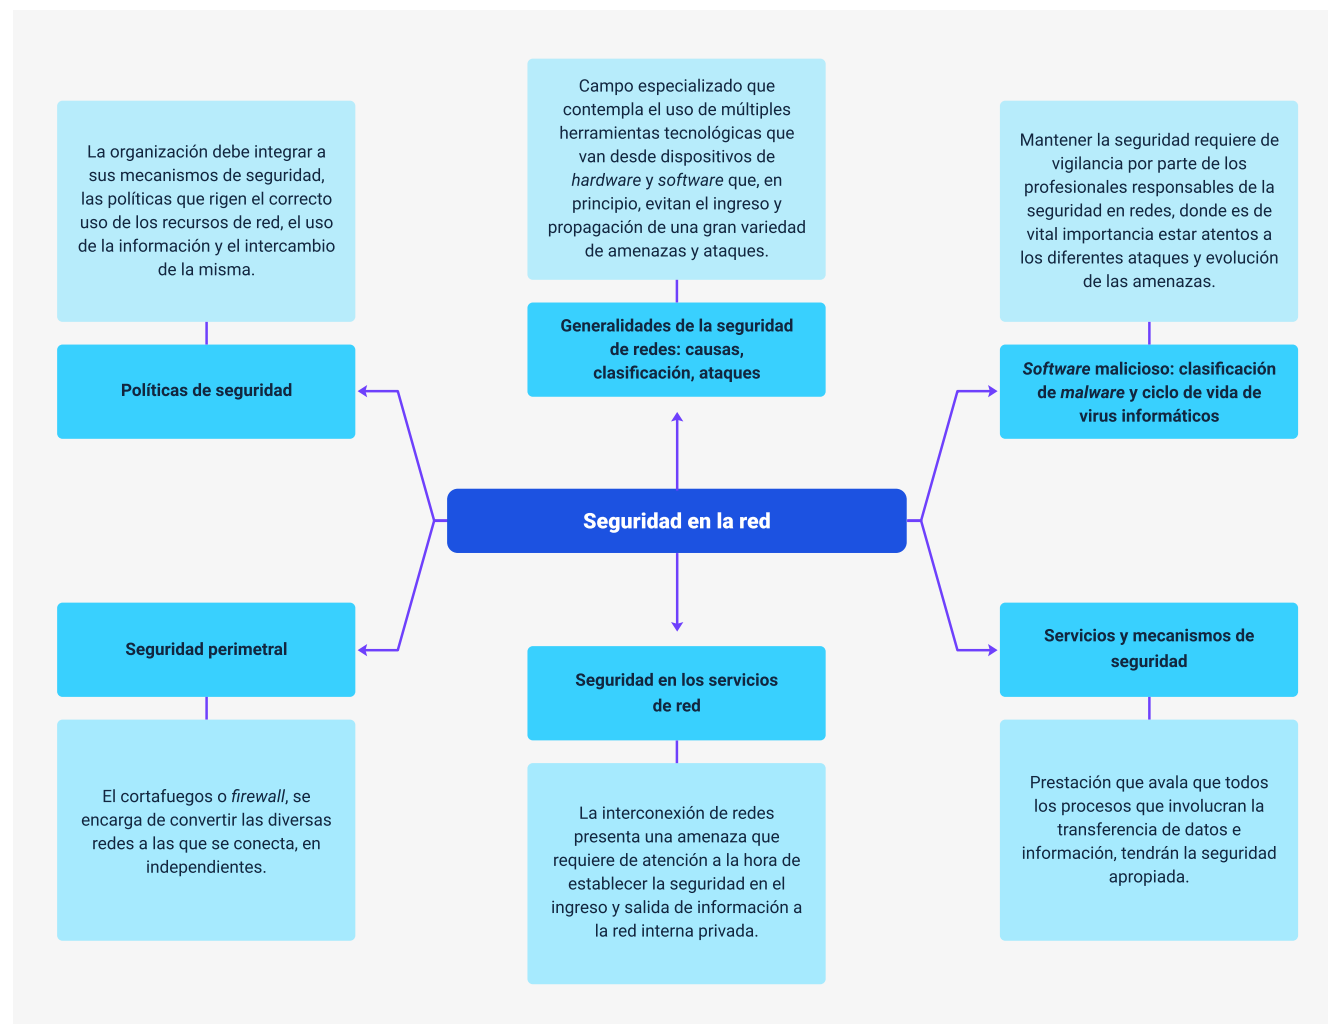 La organización debe integrar a
sus mecanismos de seguridad,
las políticas que rigen el correcto
uso de los recursos de red, el uso
de la información y el intercambio
de la misma.
Políticas de seguridad
Campo especializado que
contempla el uso de múltiples
herramientas tecnológicas que
van desde dispositivos de
hardware y software que, en
principio, evitan el ingreso y
propagación de una gran variedad
de amenazas y ataques.
Generalidades de la seguridad
de redes: causas,
clasificación, ataques
Mantener la seguridad requiere de
vigilancia por parte de los
profesionales responsables de la
seguridad en redes, donde es de
vital importancia estar atentos a
los diferentes ataques y evolución
de las amenazas.
Software malicioso: clasificación
de malware y ciclo de vida de
virus informáticos
Seguridad en la red
Seguridad perimetral
El cortafuegos o firewall, se
encarga de convertir las diversas
redes a las que se conecta, en
independientes.
Seguridad en los servicios
de red
La interconexión de redes
presenta una amenaza que
requiere de atención a la hora de
establecer la seguridad en el
ingreso y salida de información a
la red interna privada.
Servicios y mecanismos de
seguridad
Prestación que avala que todos
los procesos que involucran la
transferencia de datos e
información, tendrán la seguridad
apropiada.